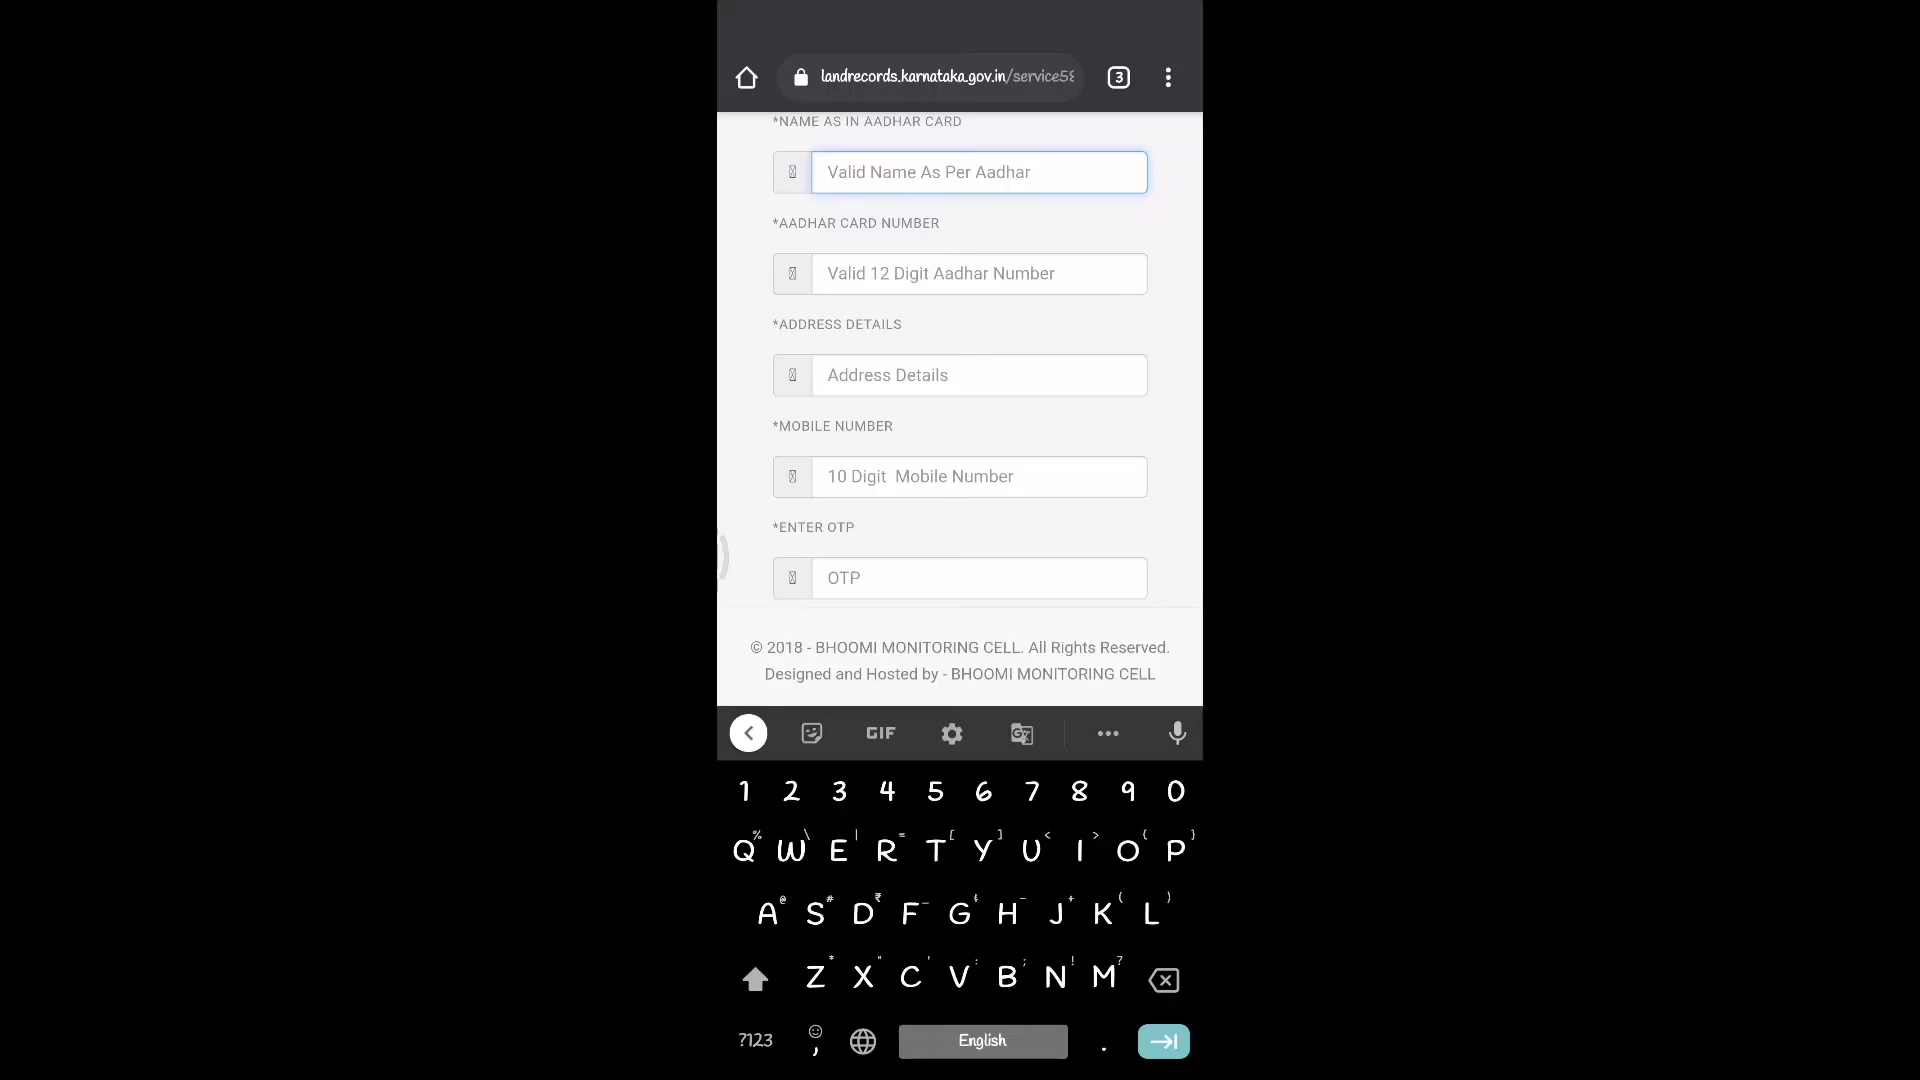 landrecords.karnataka.gov.in/service58
3
*NAME AS IN AADHAR CARD
Valid Name As Per Aadhar
*AADHAR CARD NUMBER
Valid 12 Digit Aadhar Number
*ADDRESS DETAILS
Address Details
*MOBILE NUMBER
10 Digit  Mobile Number
*ENTER OTP
OTP
© 2018 - BHOOMI MONITORING CELL. All Rights Reserved.
Designed and Hosted by - BHOOMI MONITORING CELL
GIF
1 2 3 4 5 6 7 8 9 0
Q W E R T Y U I O P
A S D F G H J K L
Z X C V B N M
?123 , English .